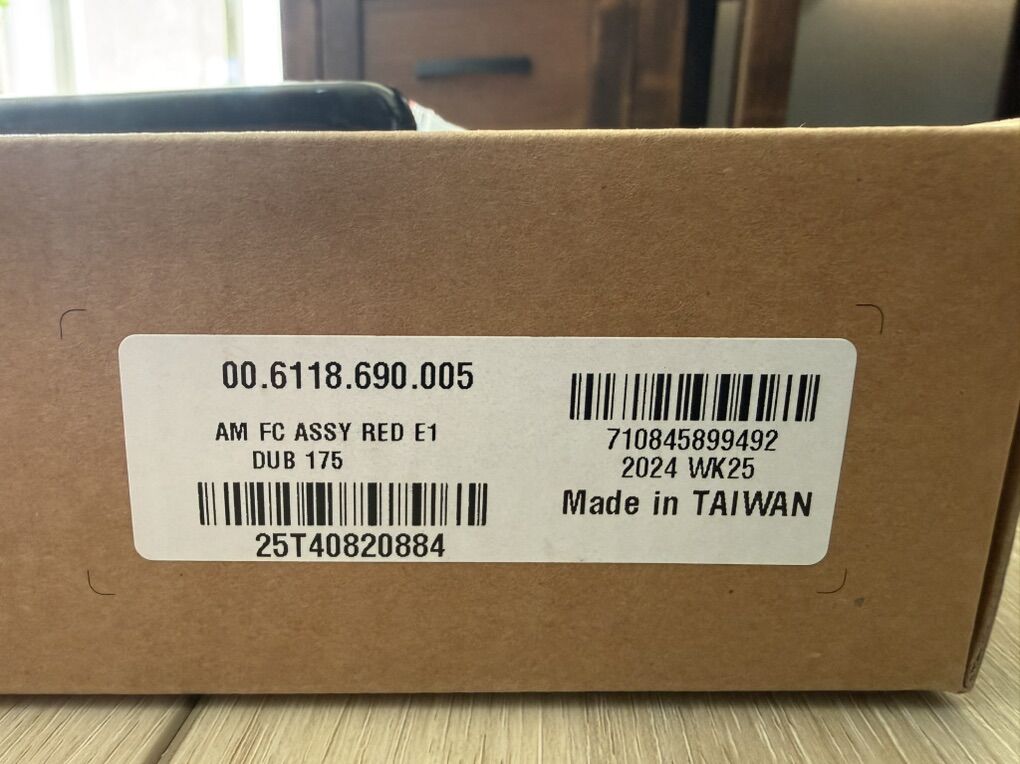 00.6118.690.005
AM FC ASSY RED E1
DUB 175
25T40820884
710845899492
2024 WK25
Made in TAIWAN